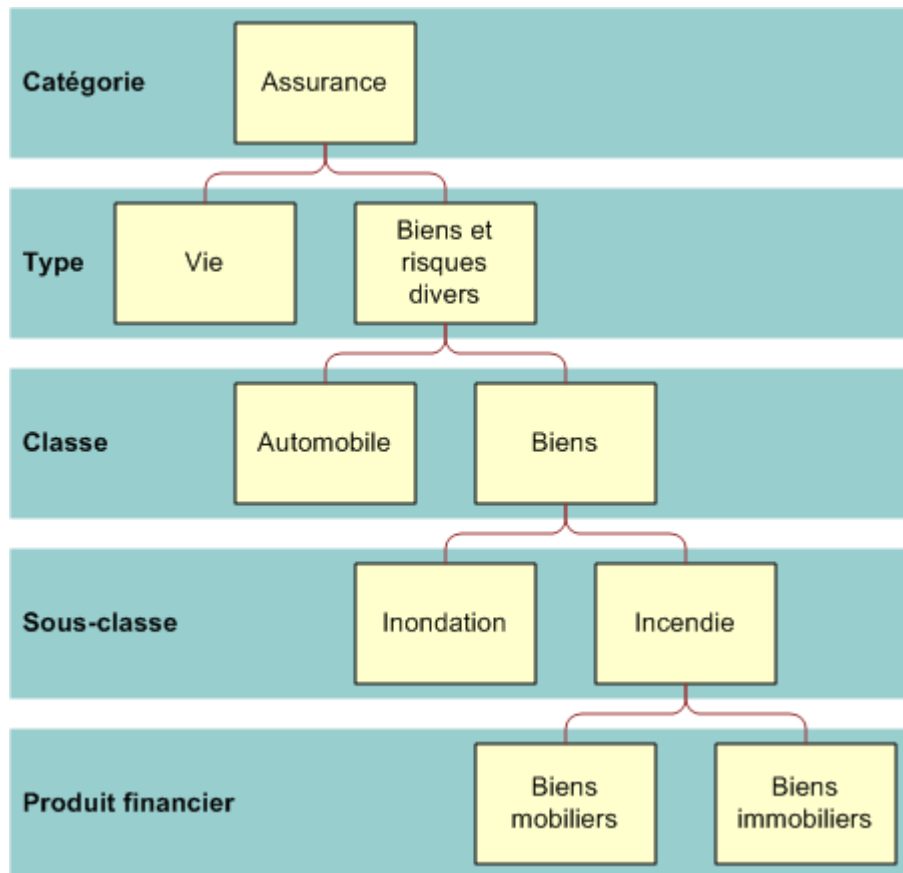 Catégorie
Assurance
Type
Vie
Biens et
risques
divers
Classe
Automobile
Biens
Sous-classe
Inondation
Incendie
Produit financier
Biens
mobiliers
Biens
immobiliers